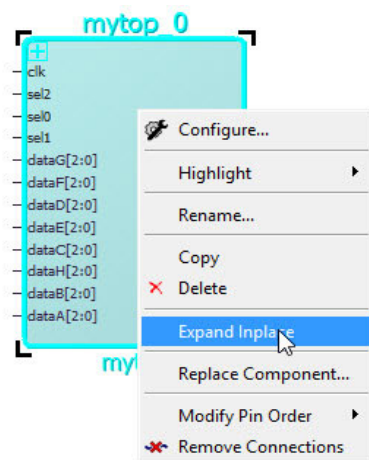 mytop_0
clk
sel2
sel0
sel1
dataG[2:0]
dataF[2:0]
dataD[2:0]
dataE[2:0]
dataC[2:0]
dataH[2:0]
dataB[2:0]
dataA[2:0]
myt
Configure...
Highlight
Rename...
Copy
Delete
Expand Inplace
Replace Component...
Modify Pin Order
Remove Connections